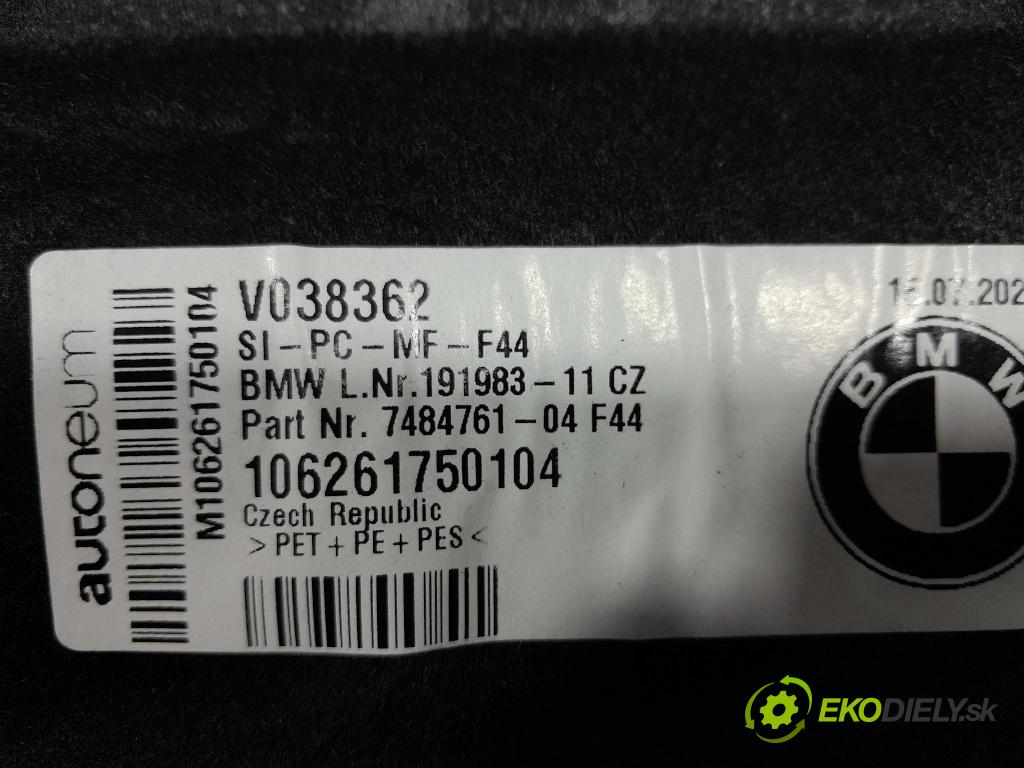 autoneum
M106261750104
V038362
SI-PC-MF-F44
BMW L.Nr.191983-11 CZ
Part Nr. 7484761-04 F44
106261750104
Czech Republic
>PET+PE+PES<
BMW
EKODIELY.sk